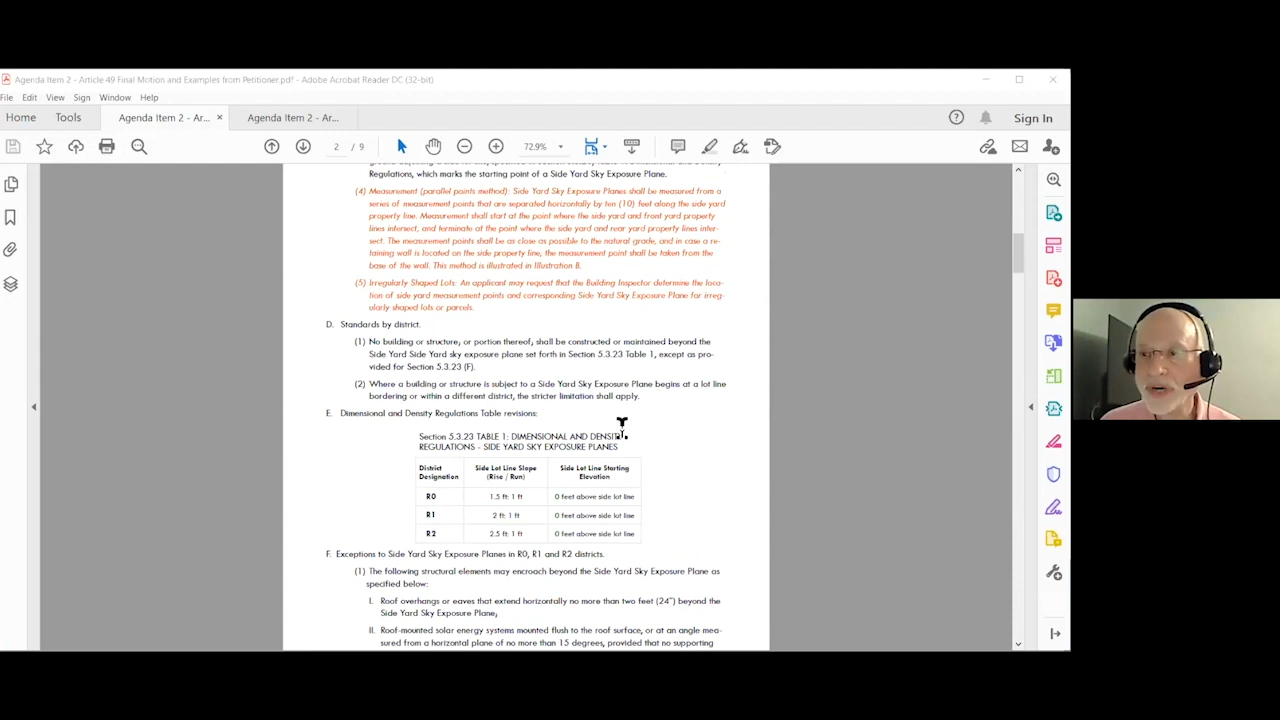 Agenda Item 2 - Article 49 Final Motion and Examples from Petitioner.pdf - Adobe Acrobat Reader DC (32-bit)
File Edit View Sign Window Help
Home Tools Agenda Item 2 - Ar... × Agenda Item 2 - Ar... Sign In
2 / 9 72.9%
Regulations, which marks the starting point of a Side Yard Sky Exposure Plane.
(4) Measurement (parallel points method): Side Yard Sky Exposure Planes shall be measured from a
series of measurement points that are separated horizontally by ten (10) feet along the side yard
property line. Measurement shall start at the point where the side yard and front yard property
lines intersect, and terminate at the point where the side yard and rear yard property lines inter-
sect. The measurement points shall be as close as possible to the natural grade, and in case a re-
taining wall is located on the side property line, the measurement point shall be taken from the
base of the wall. This method is illustrated in Illustration B.
(5) Irregularly Shaped Lots: An applicant may request that the Building Inspector determine the loca-
tion of side yard measurement points and corresponding Side Yard Sky Exposure Plane for irreg-
ularly shaped lots or parcels.
D. Standards by district.
(1) No building or structure, or portion thereof, shall be constructed or maintained beyond the
Side Yard Side Yard sky exposure plane set forth in Section 5.3.23 Table 1, except as pro-
vided for Section 5.3.23 (F).
(2) Where a building or structure is subject to a Side Yard Sky Exposure Plane begins at a lot line
bordering or within a different district, the stricter limitation shall apply.
E. Dimensional and Density Regulations Table revisions:
Section 5.3.23 TABLE 1: DIMENSIONAL AND DENSITY
REGULATIONS - SIDE YARD SKY EXPOSURE PLANES
District Side Lot Line Slope Side Lot Line Starting
Designation (Rise / Run) Elevation
R0 1.5 ft: 1 ft 0 feet above side lot line
R1 2 ft: 1 ft 0 feet above side lot line
R2 2.5 ft: 1 ft 0 feet above side lot line
F. Exceptions to Side Yard Sky Exposure Planes in R0, R1 and R2 districts.
(1) The following structural elements may encroach beyond the Side Yard Sky Exposure Plane as
specified below:
I. Roof overhangs or eaves that extend horizontally no more than two feet (24") beyond the
Side Yard Sky Exposure Plane;
II. Roof-mounted solar energy systems mounted flush to the roof surface, or at an angle mea-
sured from a horizontal plane of no more than 15 degrees, provided that no supporting